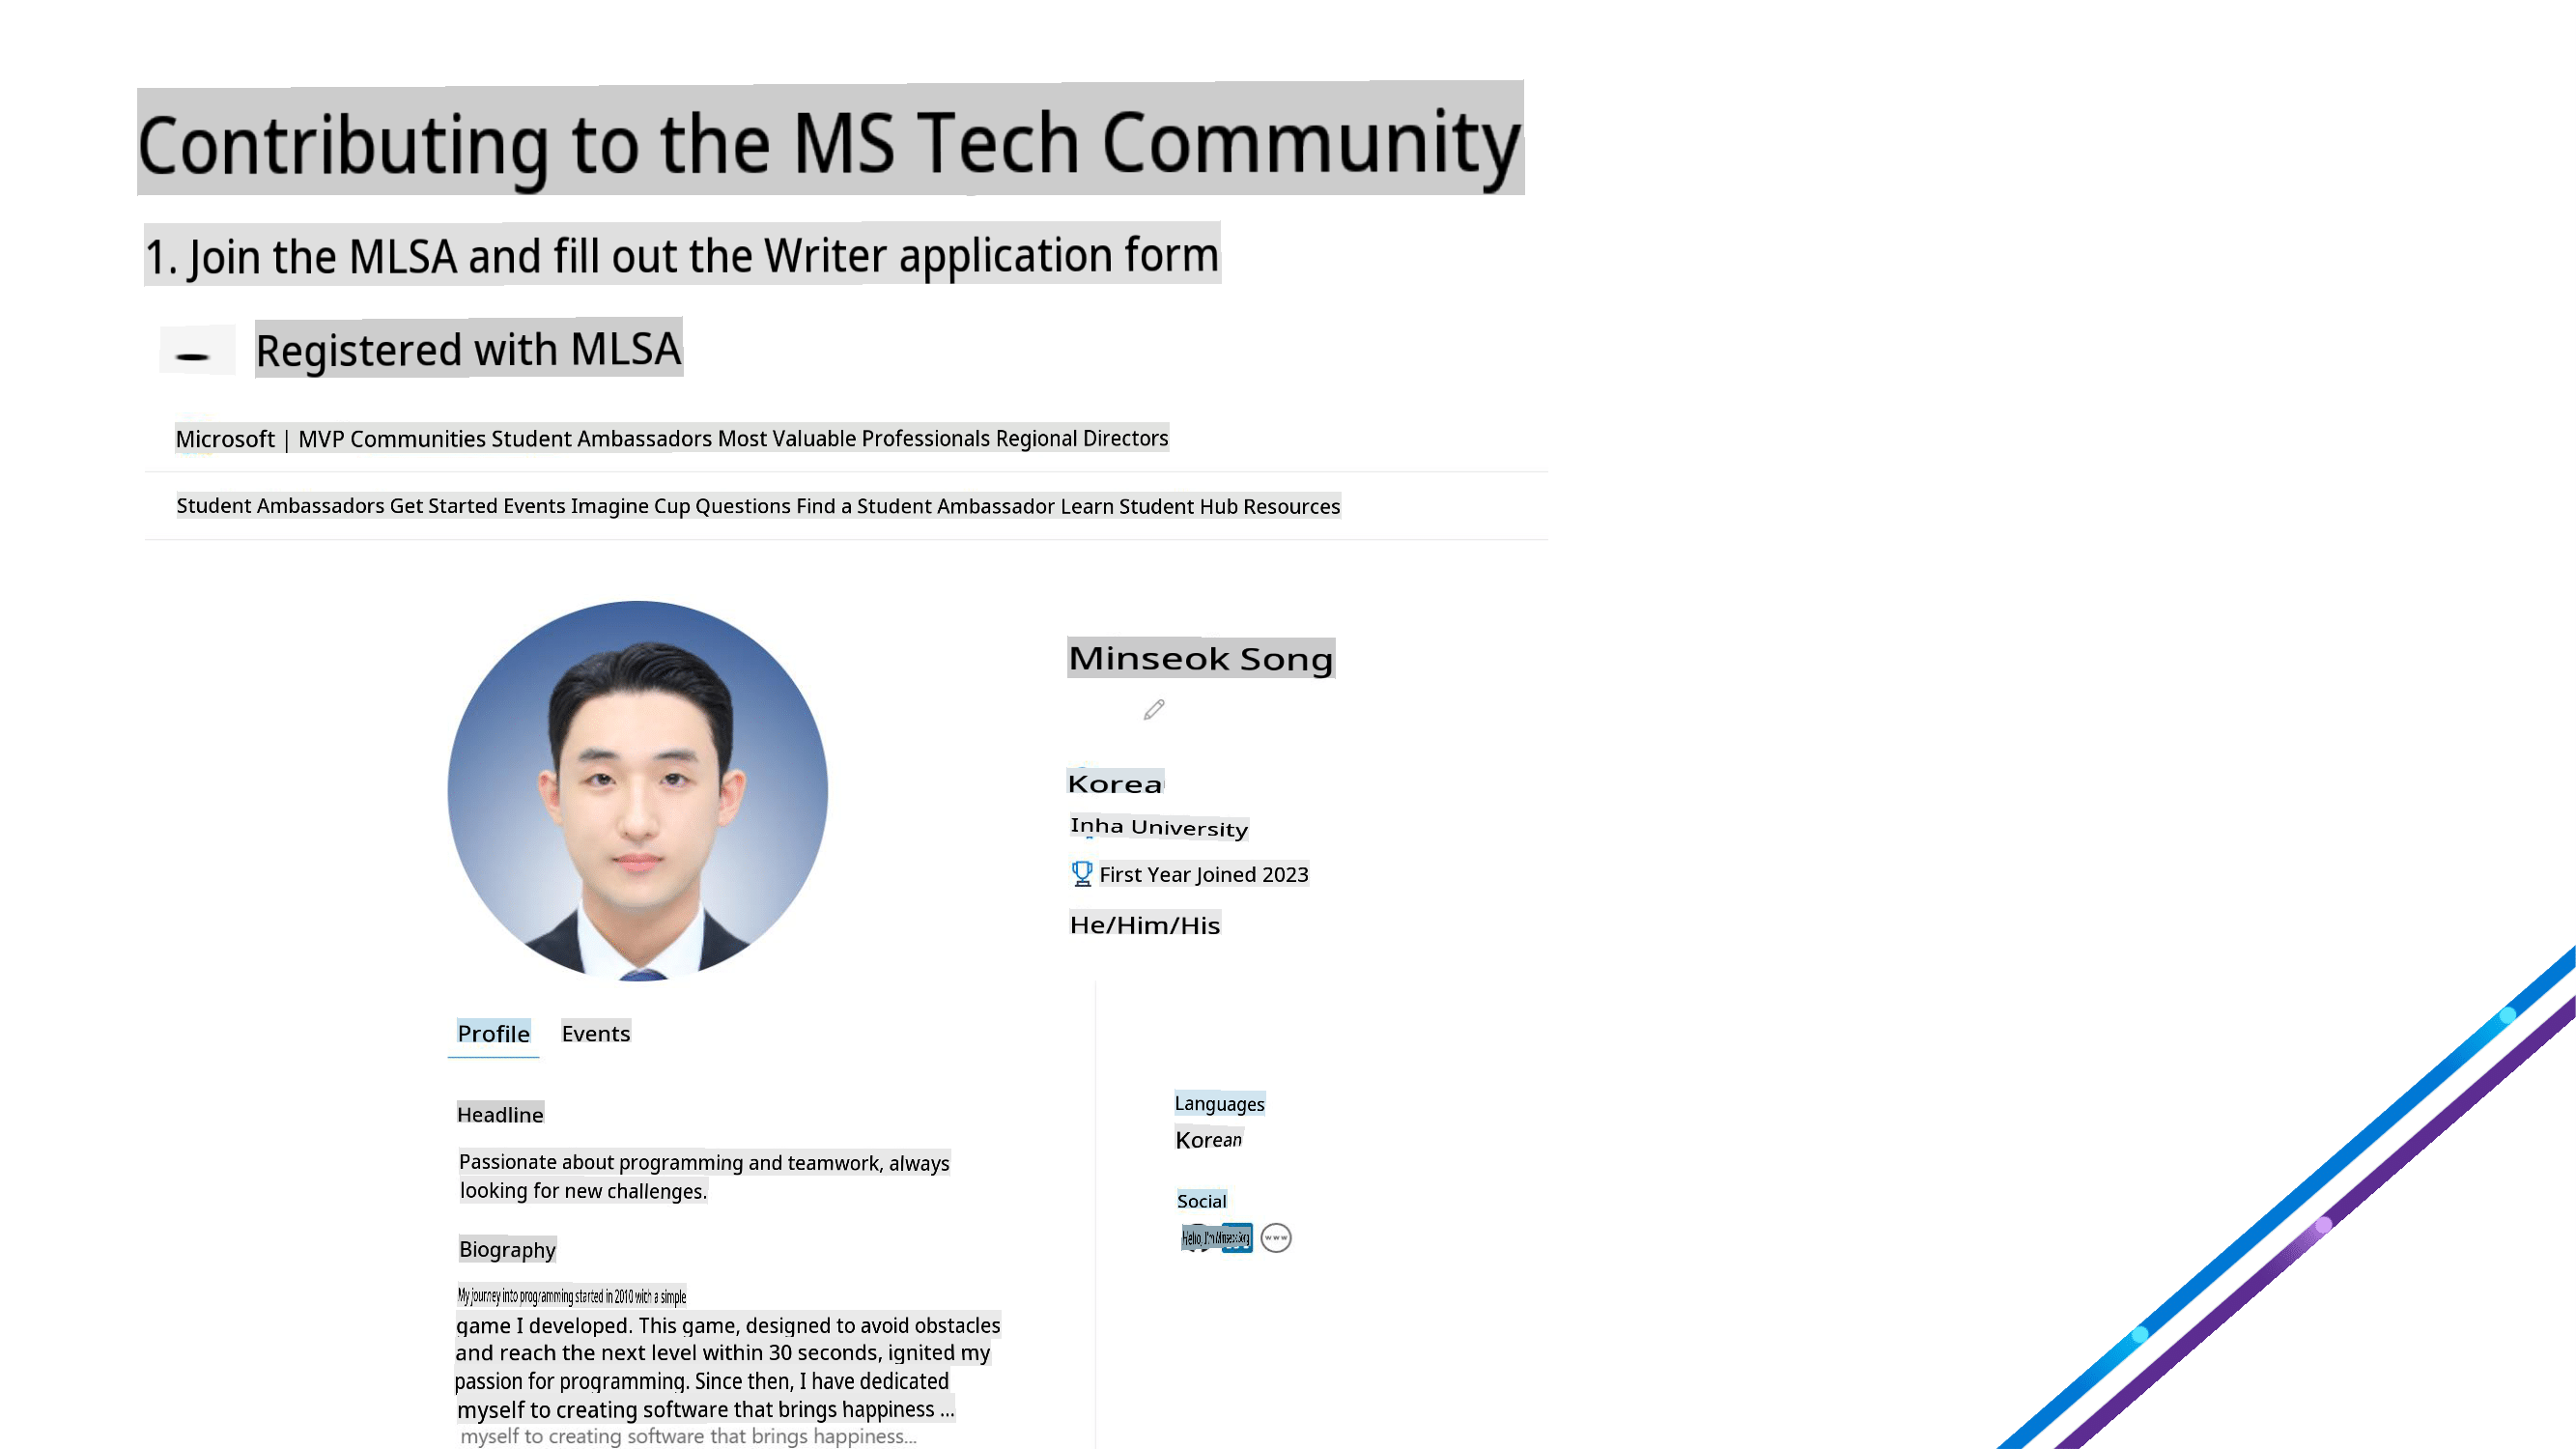 Contributing to the MS Tech Community
1. Join the MLSA and fill out the Writer application form
– Registered with MLSA
Microsoft | MVP Communities Student Ambassadors Most Valuable Professionals Regional Directors
Student Ambassadors Get Started Events Imagine Cup Questions Find a Student Ambassador Learn Student Hub Resources
Minseok Song
Korea
Inha University
First Year Joined 2023
He/Him/His
Profile Events
Headline
Passionate about programming and teamwork, always
looking for new challenges.
Biography
My journey into programming started in 2010 with a simple
game I developed. This game, designed to avoid obstacles
and reach the next level within 30 seconds, ignited my
passion for programming. Since then, I have dedicated
myself to creating software that brings happiness ...
myself to creating software that brings happiness...
Languages
Korean
Social
Hello, I'm Minseok Song
www